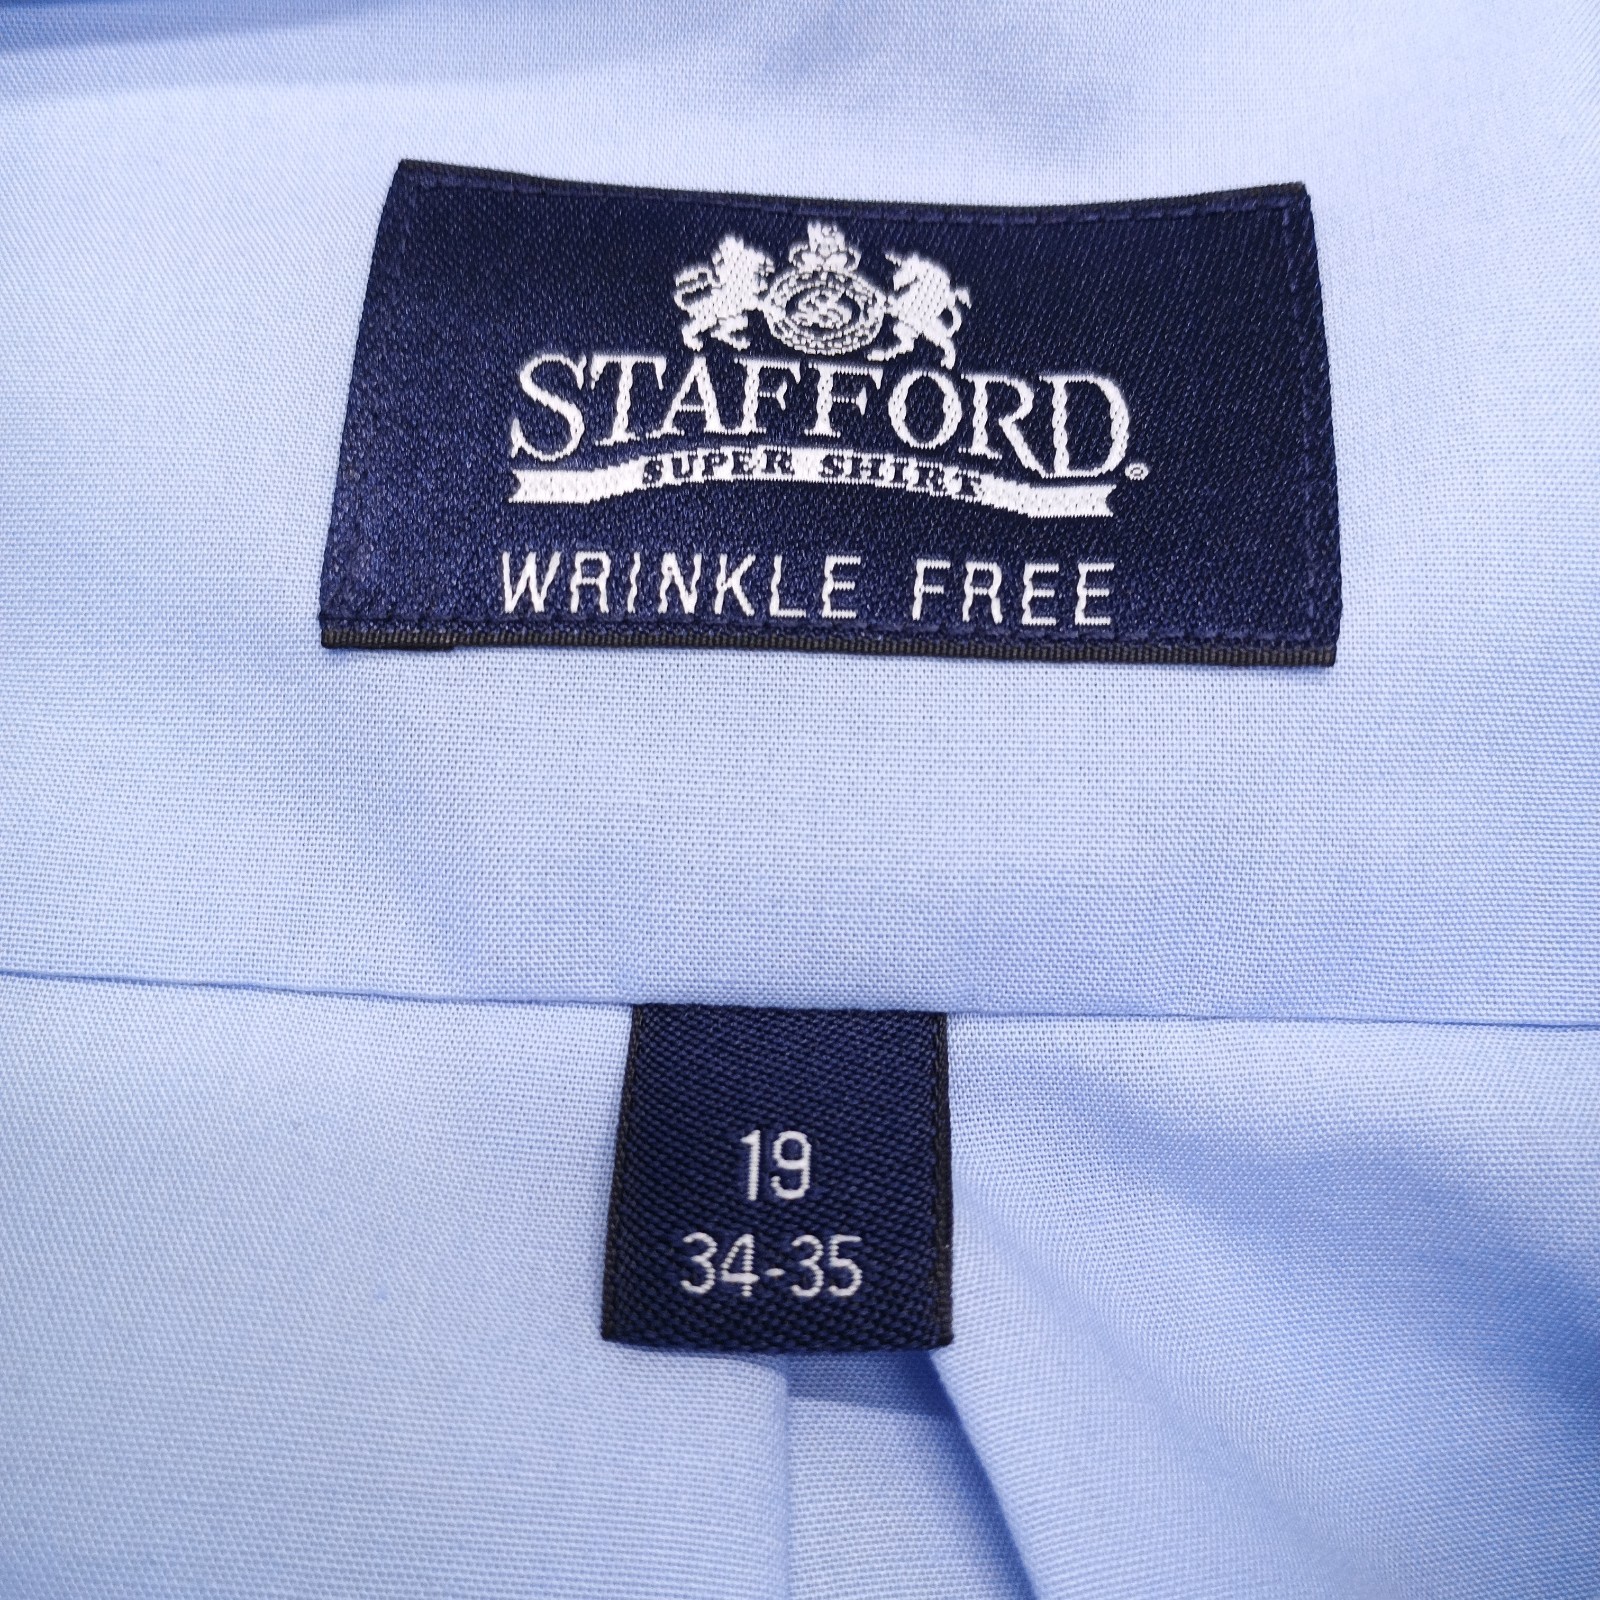 STAFFORD®
SUPER SHIRT
WRINKLE FREE
19
34-35